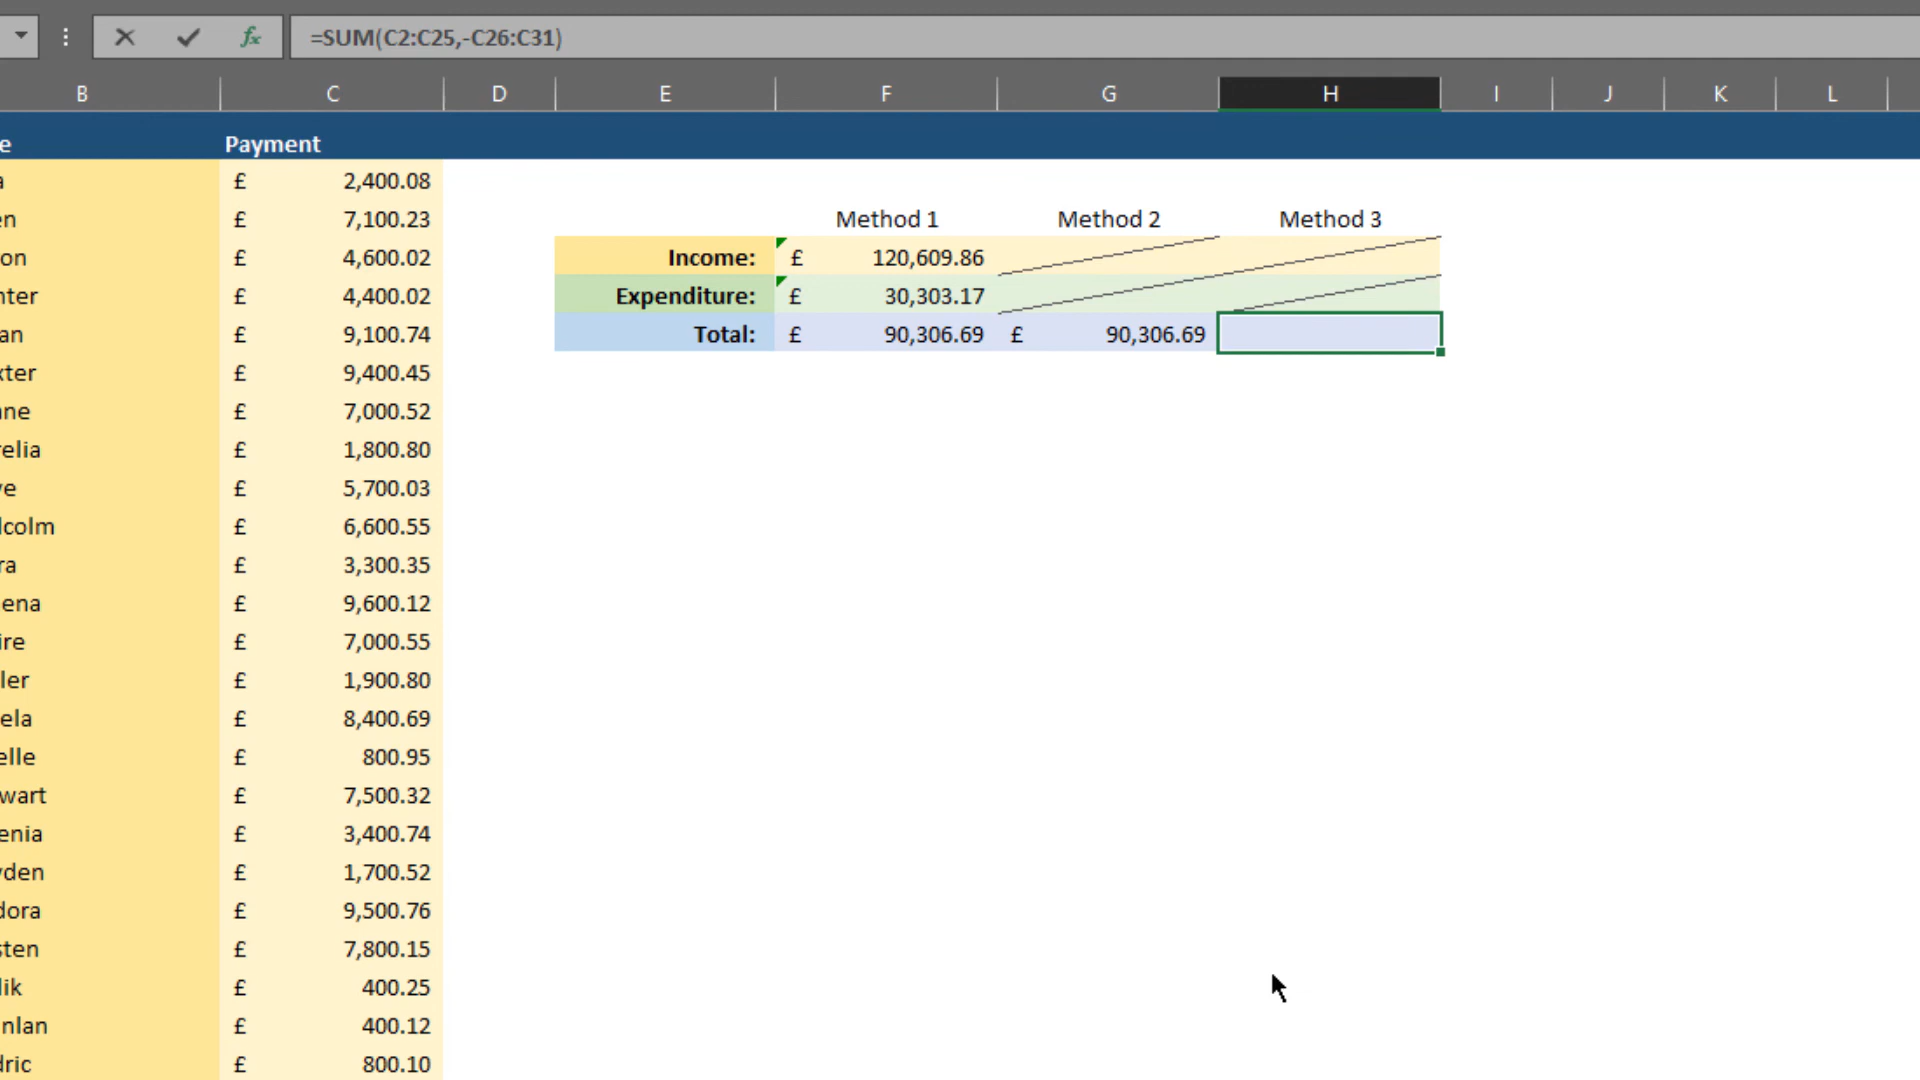 =SUM(C2:C25,-C26:C31)
B C D E F G H I J K L
e Payment
a £ 2,400.08
en £ 7,100.23 Method 1 Method 2 Method 3
on £ 4,600.02 Income: £ 120,609.86
nter £ 4,400.02 Expenditure: £ 30,303.17
an £ 9,100.74 Total: £ 90,306.69 £ 90,306.69
xter £ 9,400.45
ne £ 7,000.52
relia £ 1,800.80
ve £ 5,700.03
lcolm £ 6,600.55
ra £ 3,300.35
ena £ 9,600.12
ire £ 7,000.55
ler £ 1,900.80
ela £ 8,400.69
elle £ 800.95
wart £ 7,500.32
enia £ 3,400.74
yden £ 1,700.52
dora £ 9,500.76
sten £ 7,800.15
lik £ 400.25
nlan £ 400.12
dric £ 800.10